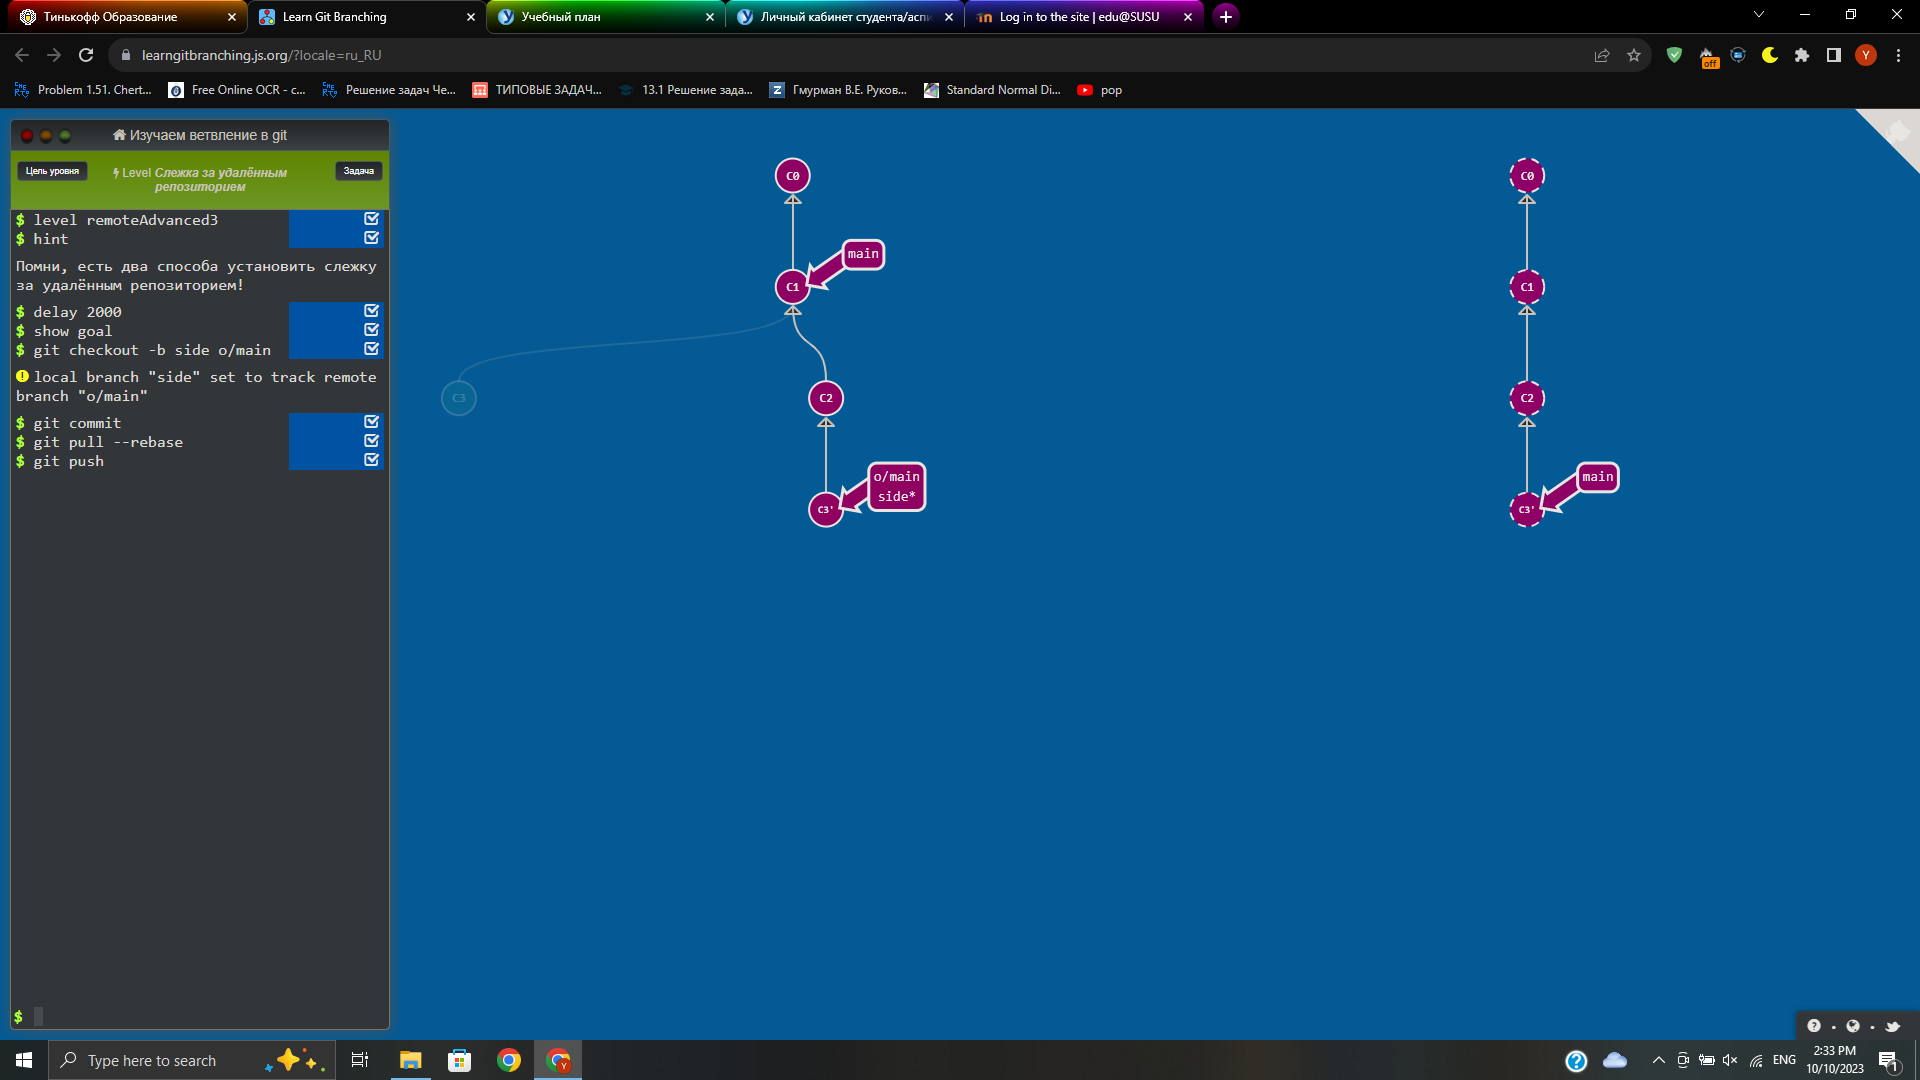 Тинькофф Образование
Learn Git Branching
Учебный план
Личный кабинет студента/асп
Log in to the site | edu@SUSU
learngitbranching.js.org/?locale=ru_RU
off
Y
Problem 1.51. Chert...
Free Online OCR - c...
Решение задач Че...
ТИПОВЫЕ ЗАДАЧ...
13.1 Решение зада...
Гмурман В.Е. Руков...
Standard Normal Di...
pop
Изучаем ветвление в git
Цель уровня
Level Слежка за удалённым
репозиторием
Задача
$ level remoteAdvanced3
$ hint
Помни, есть два способа установить слежку
за удалённым репозиторием!
$ delay 2000
$ show goal
$ git checkout -b side o/main
local branch "side" set to track remote
branch "o/main"
$ git commit
$ git pull --rebase
$ git push
$
C0
main
C1
C3
C2
o/main
side*
C3'
C0
C1
C2
main
C3'
Type here to search
ENG
2:33 PM
10/10/2023
1